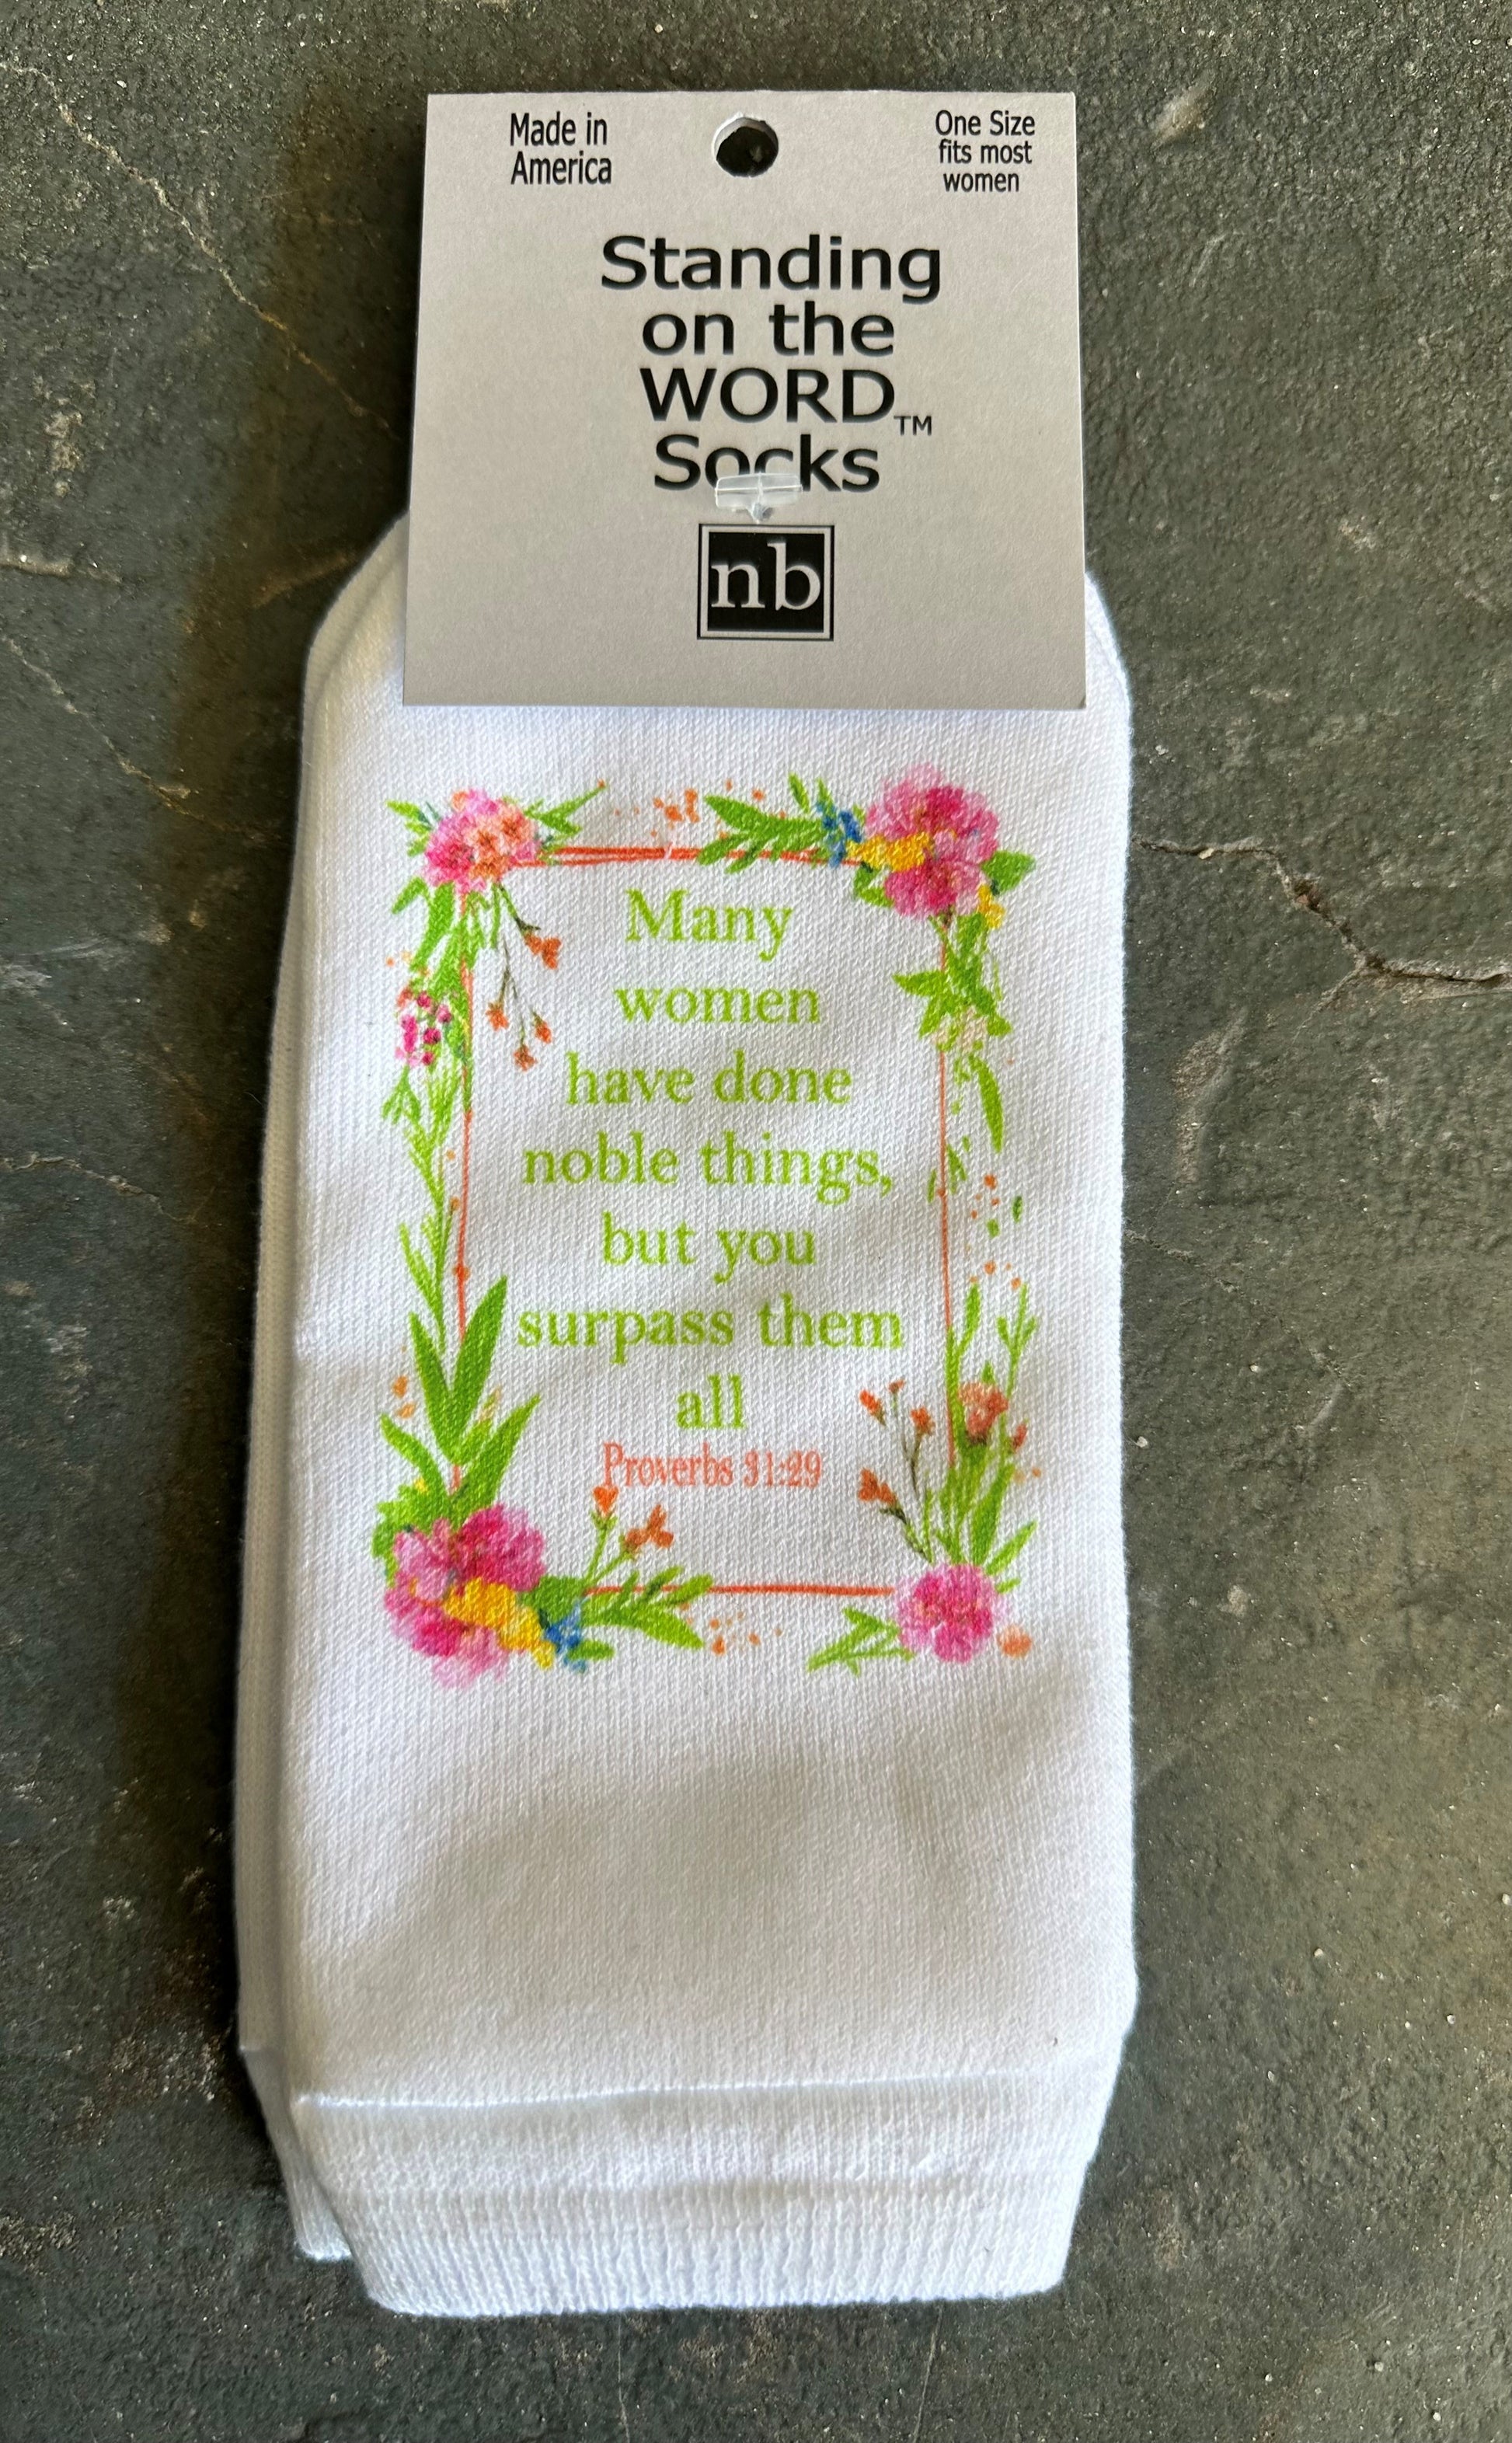 Made in
America
One Size
fits most
women
Standing
on the
WORD™
Socks
nb
Many
women
have done
noble things,
but you
surpass them
all
Proverbs 31:29